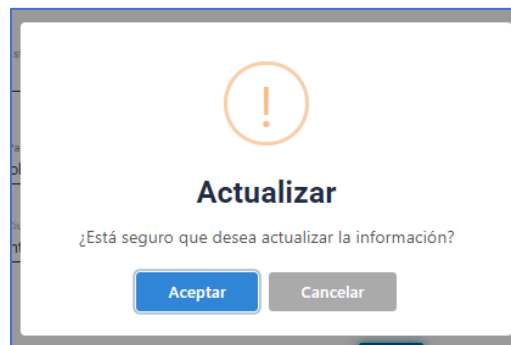 !
Actualizar
¿Está seguro que desea actualizar la información?
Aceptar
Cancelar